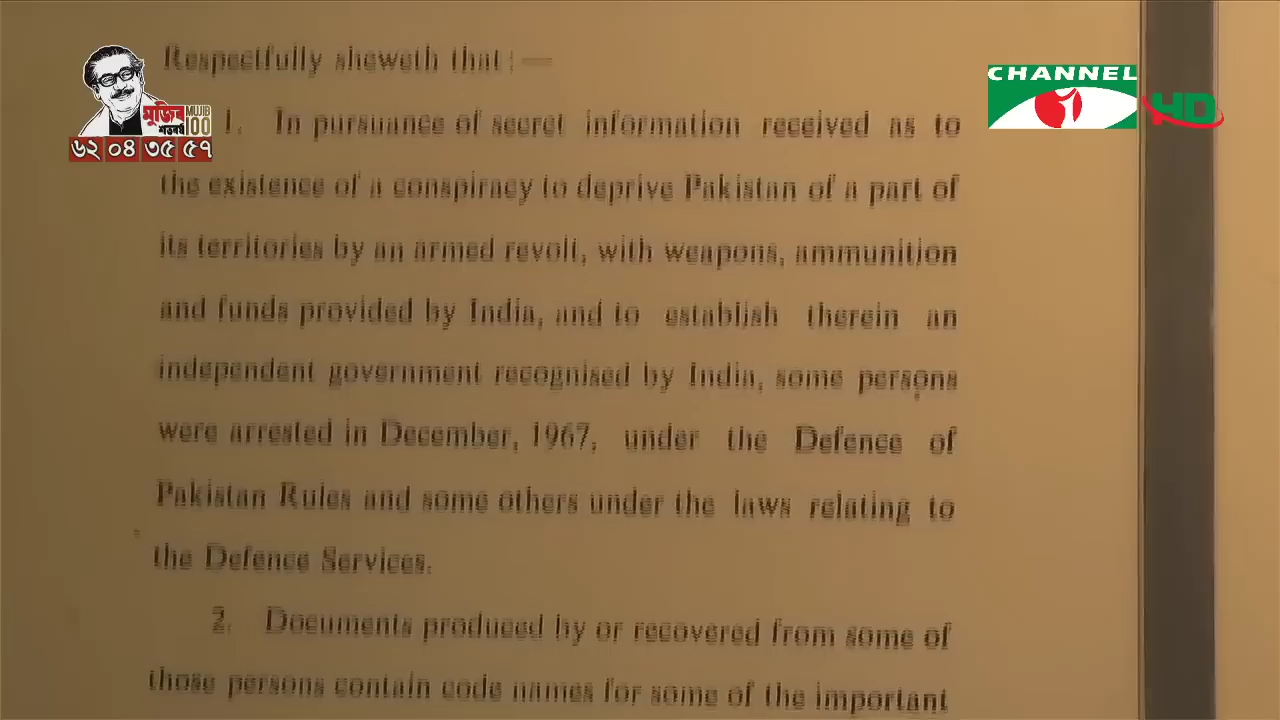 Respectfully sheweth that :—
1. In pursuance of secret information received as to
the existence of a conspiracy to deprive Pakistan of a part of
its territories by an armed revolt, with weapons, ammunition
and funds provided by India, and to establish therein an
independent government recognised by India, some persons
were arrested in December, 1967, under the Defence of
Pakistan Rules and some others under the laws relating to
the Defence Services.
2. Documents produced by or recovered from some of
those persons contain code names for some of the important
মুজিব
শতবর্ষ
MUJIB
100
৬২ ০৪ ৩৫ ৫৭
CHANNEL
i
HD